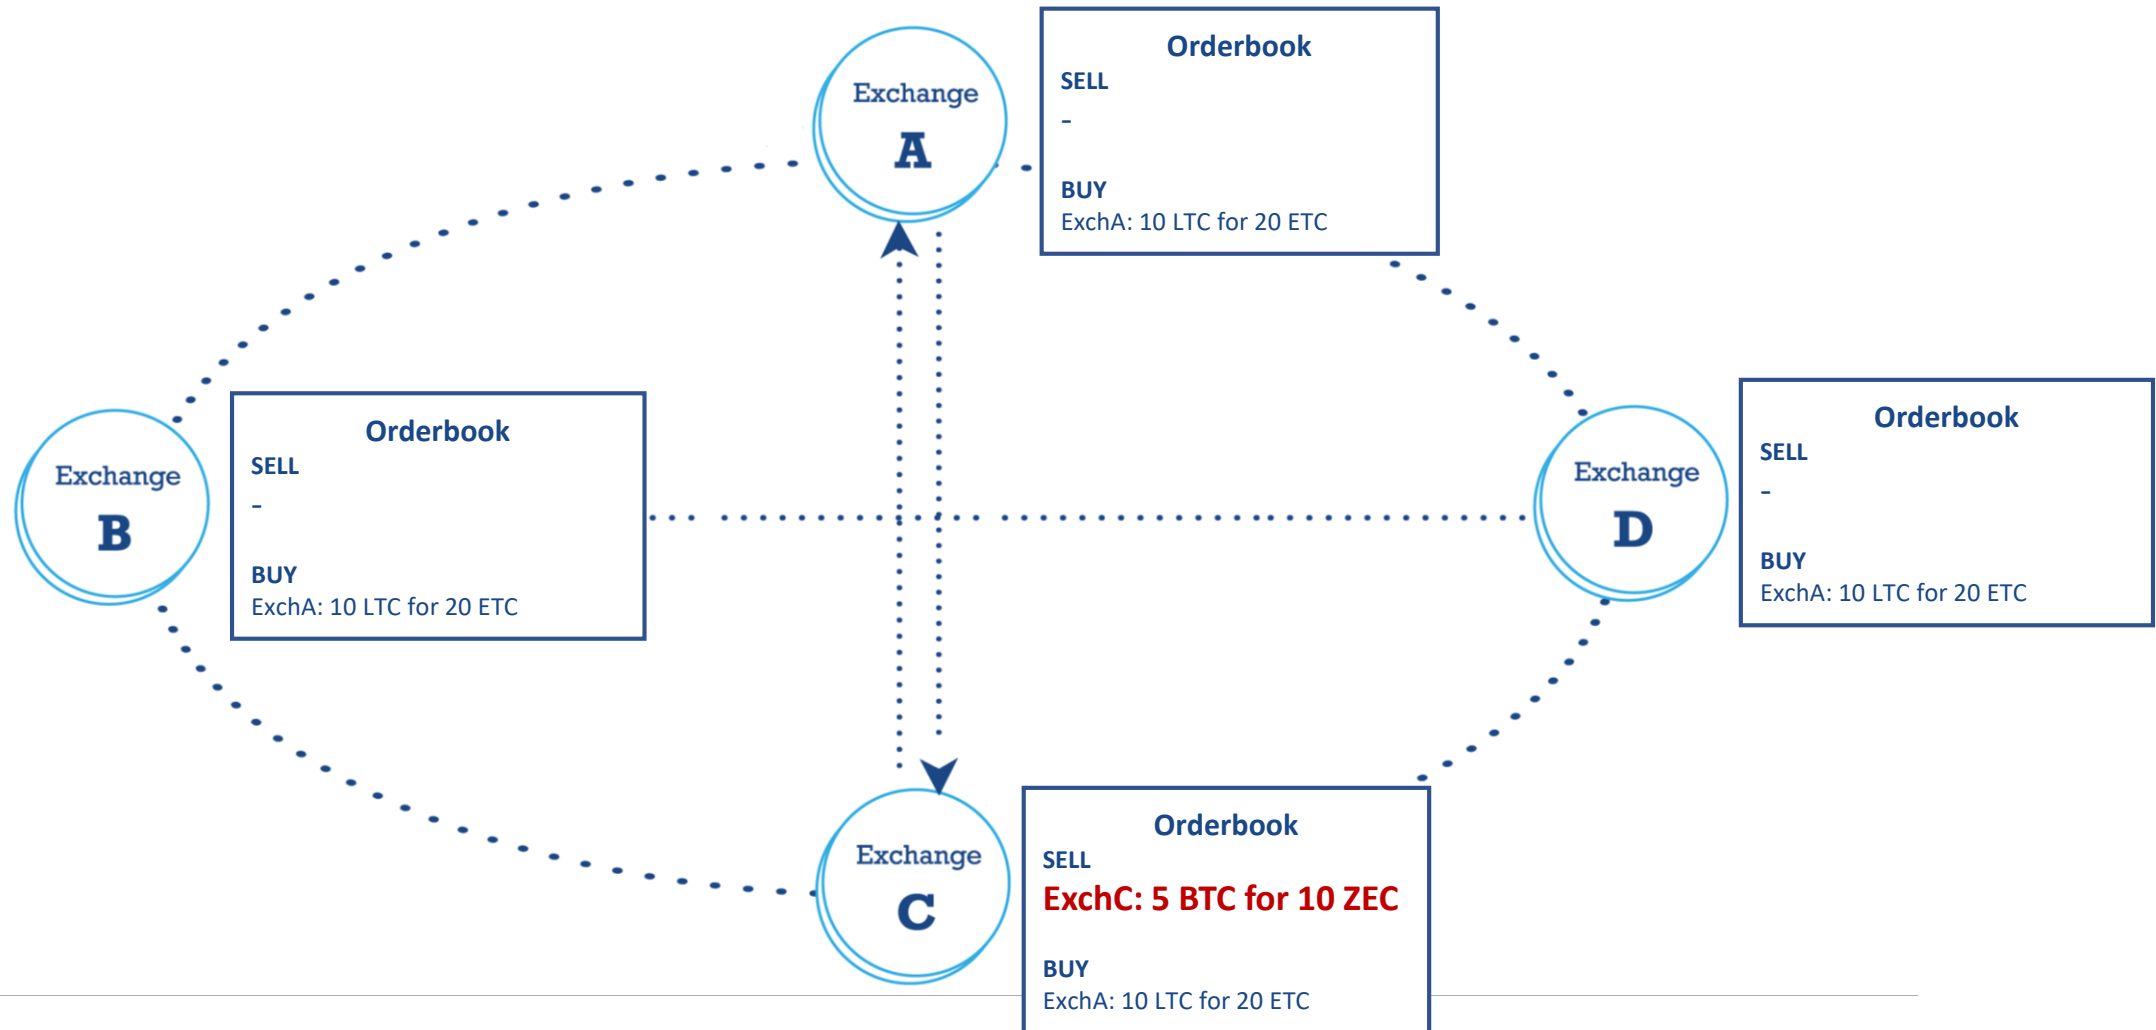 Exchange
A
Orderbook
SELL
-
BUY
ExchA: 10 LTC for 20 ETC
Exchange
B
Orderbook
SELL
-
BUY
ExchA: 10 LTC for 20 ETC
Exchange
D
Orderbook
SELL
-
BUY
ExchA: 10 LTC for 20 ETC
Exchange
C
Orderbook
SELL
ExchC: 5 BTC for 10 ZEC
BUY
ExchA: 10 LTC for 20 ETC